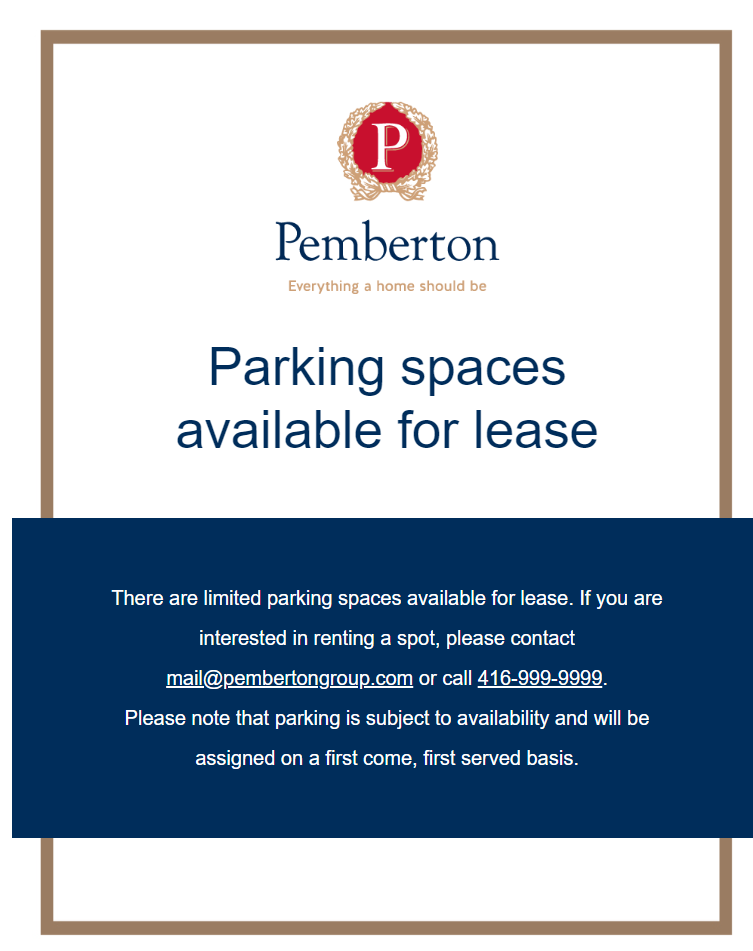 P
Pemberton
Everything a home should be
Parking spaces
available for lease
There are limited parking spaces available for lease. If you are
interested in renting a spot, please contact
mail@pembertongroup.com or call 416-999-9999.
Please note that parking is subject to availability and will be
assigned on a first come, first served basis.